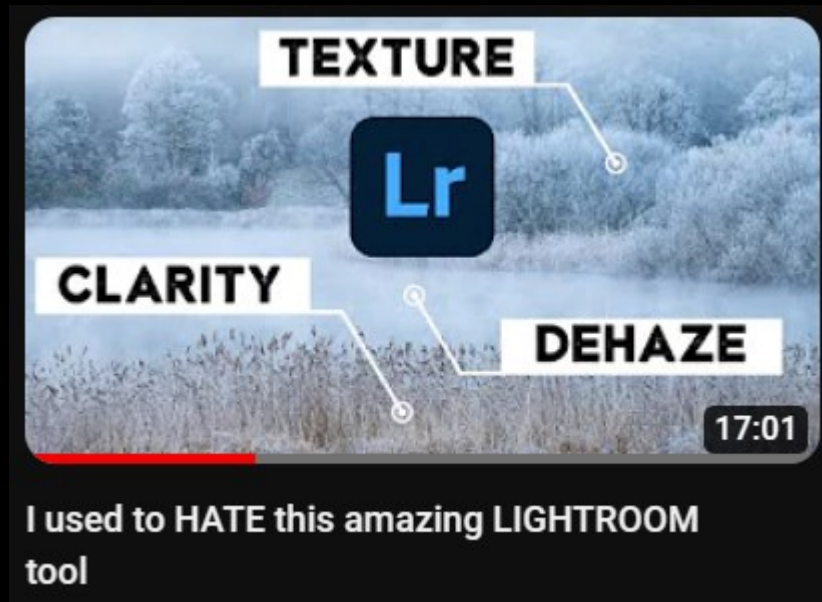 TEXTURE
Lr
CLARITY
DEHAZE
17:01
I used to HATE this amazing LIGHTROOM
tool